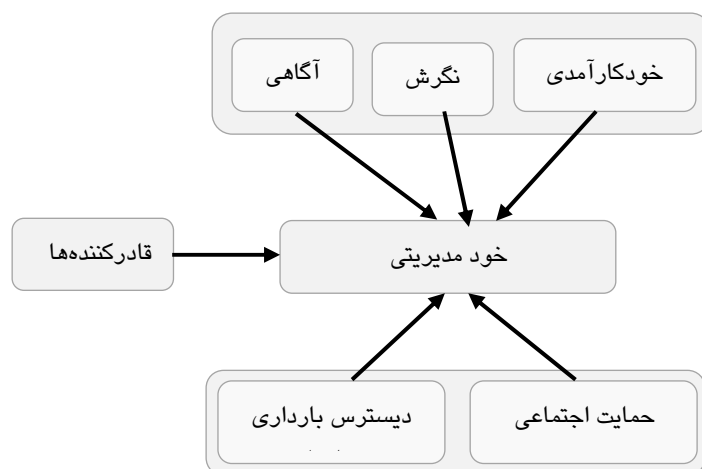 خودکارآمدی
نگرش
آگاهی
خود مدیریتی
قادرکننده‌ها
حمایت اجتماعی
دیسترس بارداری